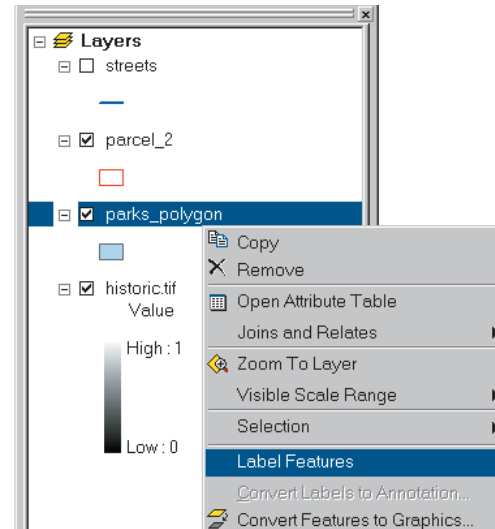 Layers
streets
parcel_2
parks_polygon
historic.tif
Value
High : 1
Low : 0
Copy
Remove
Open Attribute Table
Joins and Relates
Zoom To Layer
Visible Scale Range
Selection
Label Features
Convert Labels to Annotation...
Convert Features to Graphics...